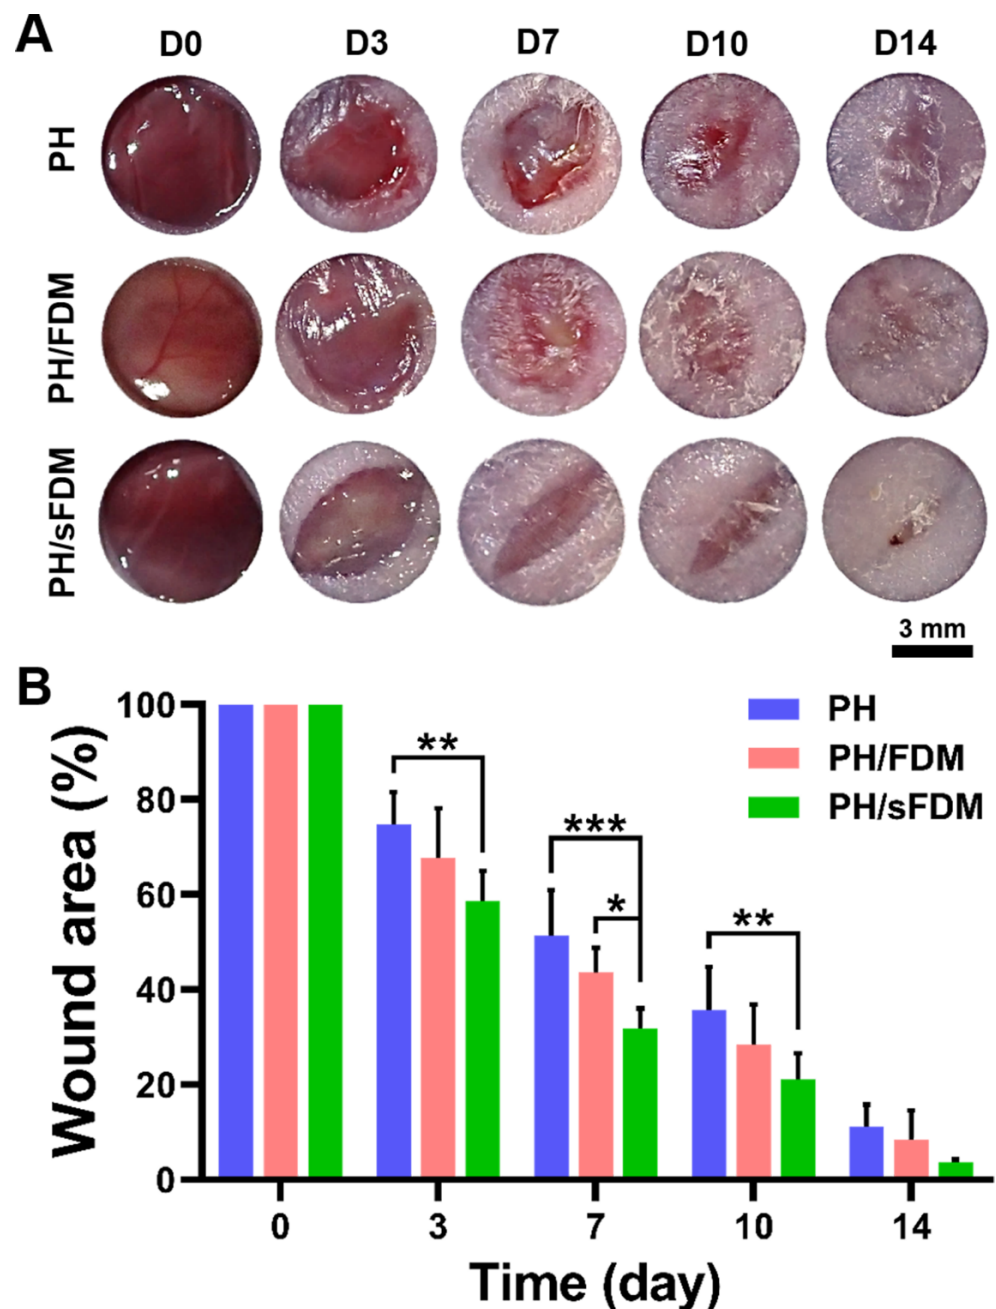 A
D0 D3 D7 D10 D14
PH
PH/FDM
PH/sFDM
3 mm
B
PH
PH/FDM
PH/sFDM
Wound area (%)
100
80
60
40
20
0
**
***
*
**
0 3 7 10 14
Time (day)